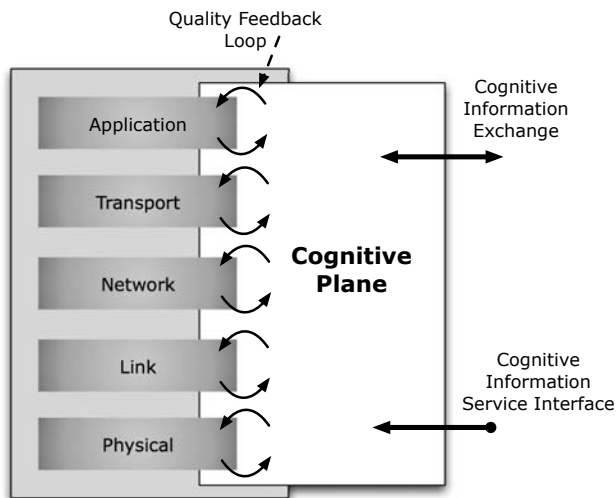 Quality Feedback
Loop
Application
Transport
Network
Link
Physical
Cognitive
Plane
Cognitive
Information
Exchange
Cognitive
Information
Service Interface